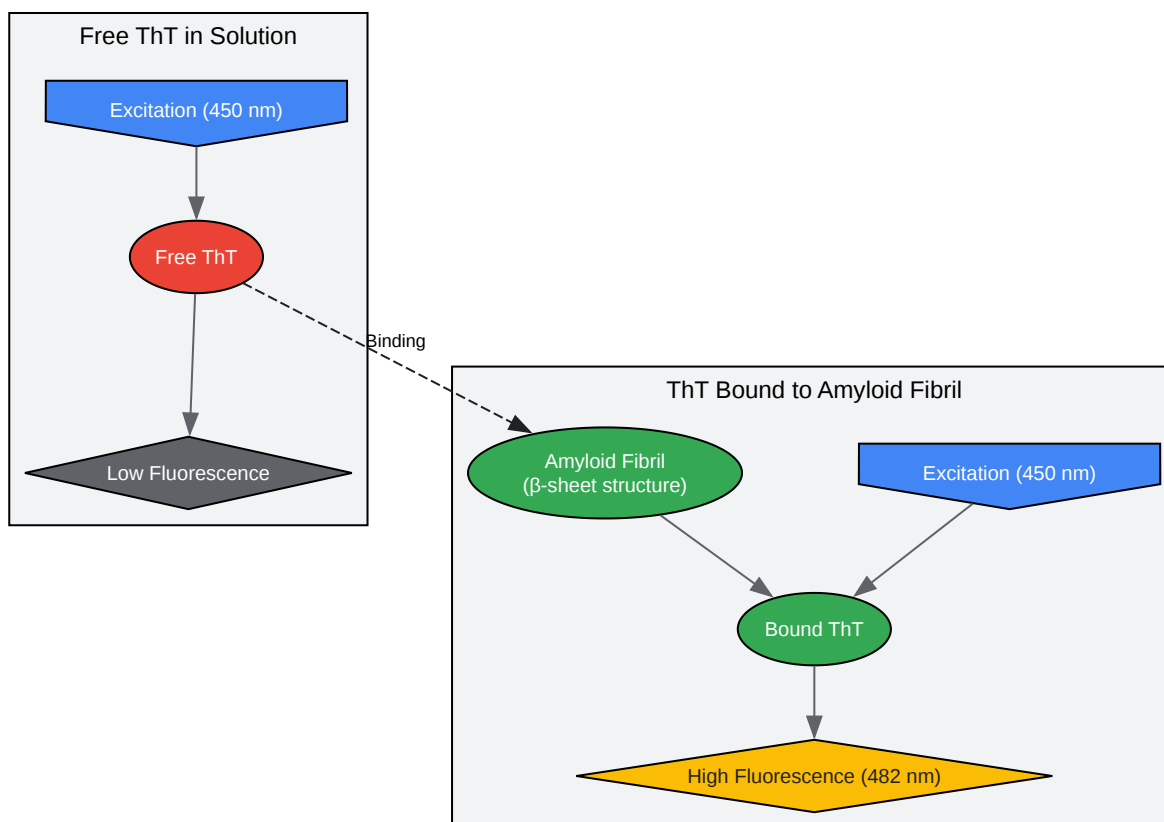 Free ThT in Solution
Excitation (450 nm)
Free ThT
Low Fluorescence
Binding
ThT Bound to Amyloid Fibril
Amyloid Fibril
(β-sheet structure)
Excitation (450 nm)
Bound ThT
High Fluorescence (482 nm)